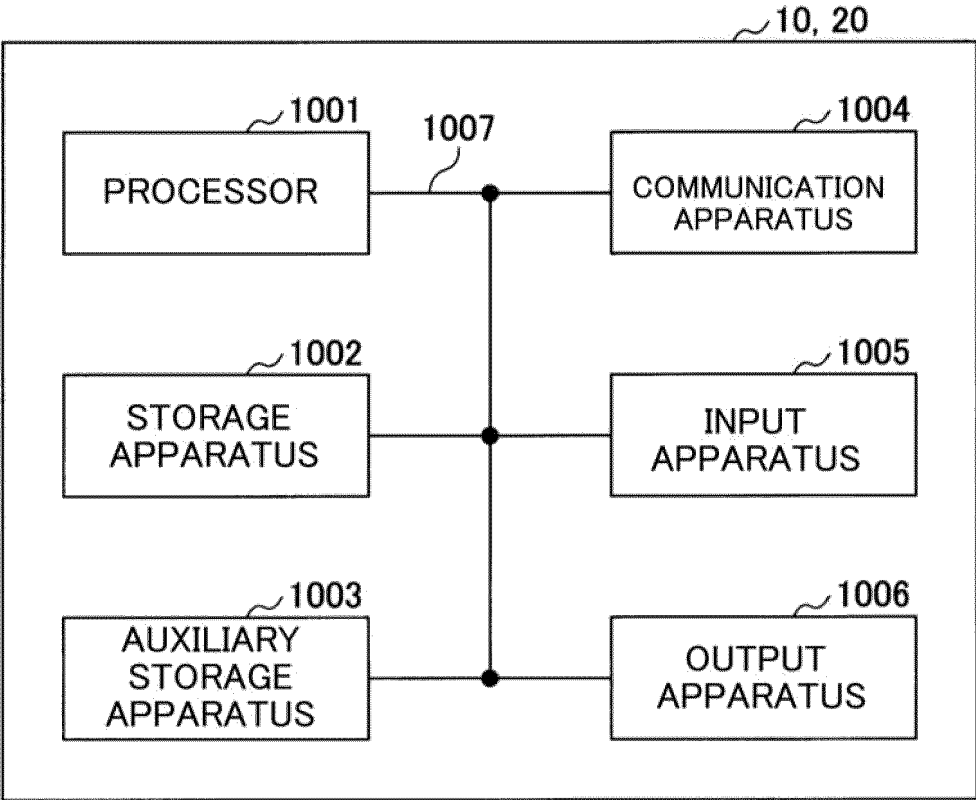 10, 20
1001
PROCESSOR
1007
1004
COMMUNICATION
APPARATUS
1002
STORAGE
APPARATUS
1005
INPUT
APPARATUS
1003
AUXILIARY
STORAGE
APPARATUS
1006
OUTPUT
APPARATUS